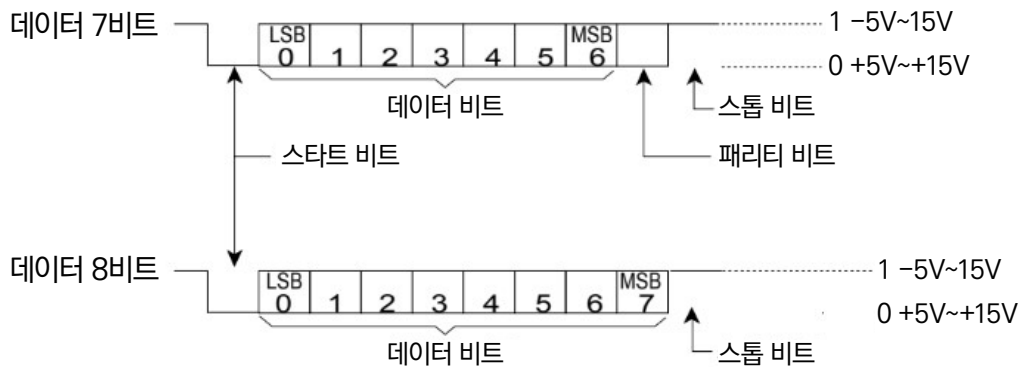 데이터 7비트
LSB MSB
0 1 2 3 4 5 6
1 −5V~15V
0 +5V~+15V
데이터 비트
스톱 비트
스타트 비트
패리티 비트
데이터 8비트
LSB MSB
0 1 2 3 4 5 6 7
1 −5V~15V
0 +5V~+15V
데이터 비트
스톱 비트